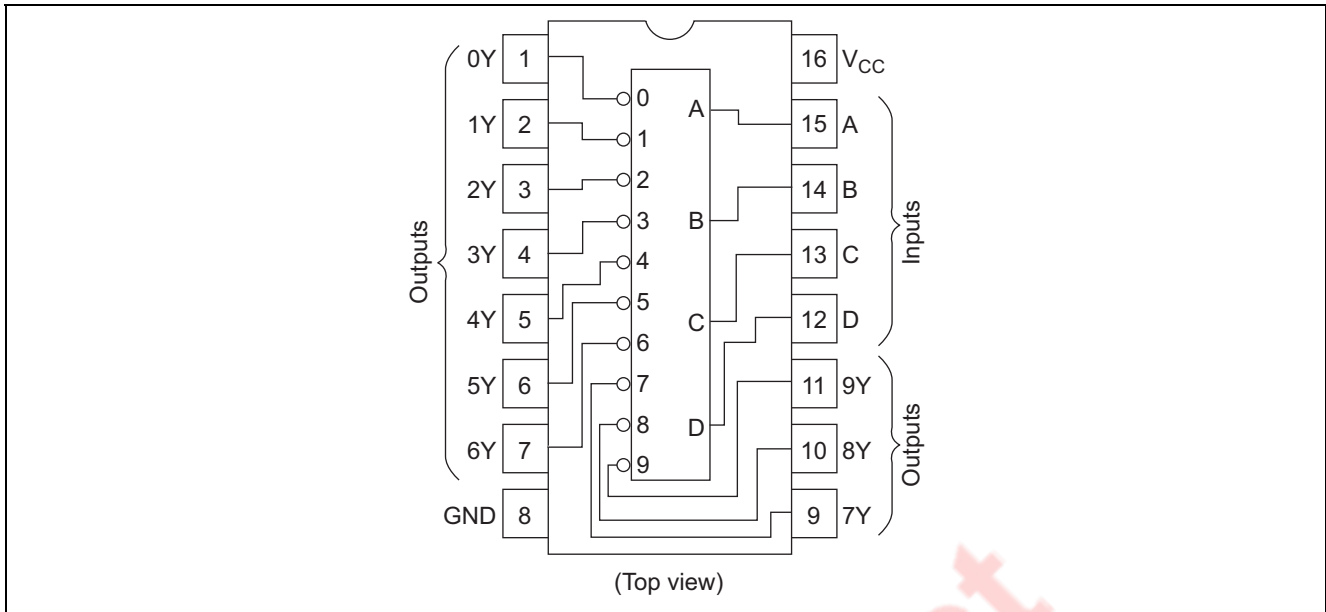 0Y 1
1Y 2
2Y 3
3Y 4
4Y 5
5Y 6
6Y 7
GND 8
Outputs
0
1
2
3
4
5
6
7
8
9
A
B
C
D
16 VCC
15 A
14 B
13 C
12 D
11 9Y
10 8Y
9 7Y
Inputs
Outputs
(Top view)